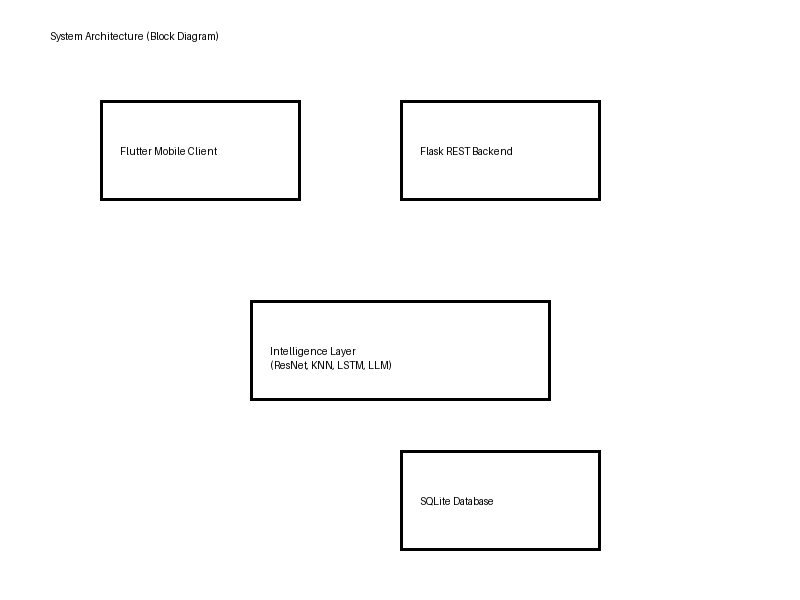 System Architecture (Block Diagram)
Flutter Mobile Client
Flask REST Backend
Intelligence Layer
(ResNet, KNN, LSTM, LLM)
SQLite Database